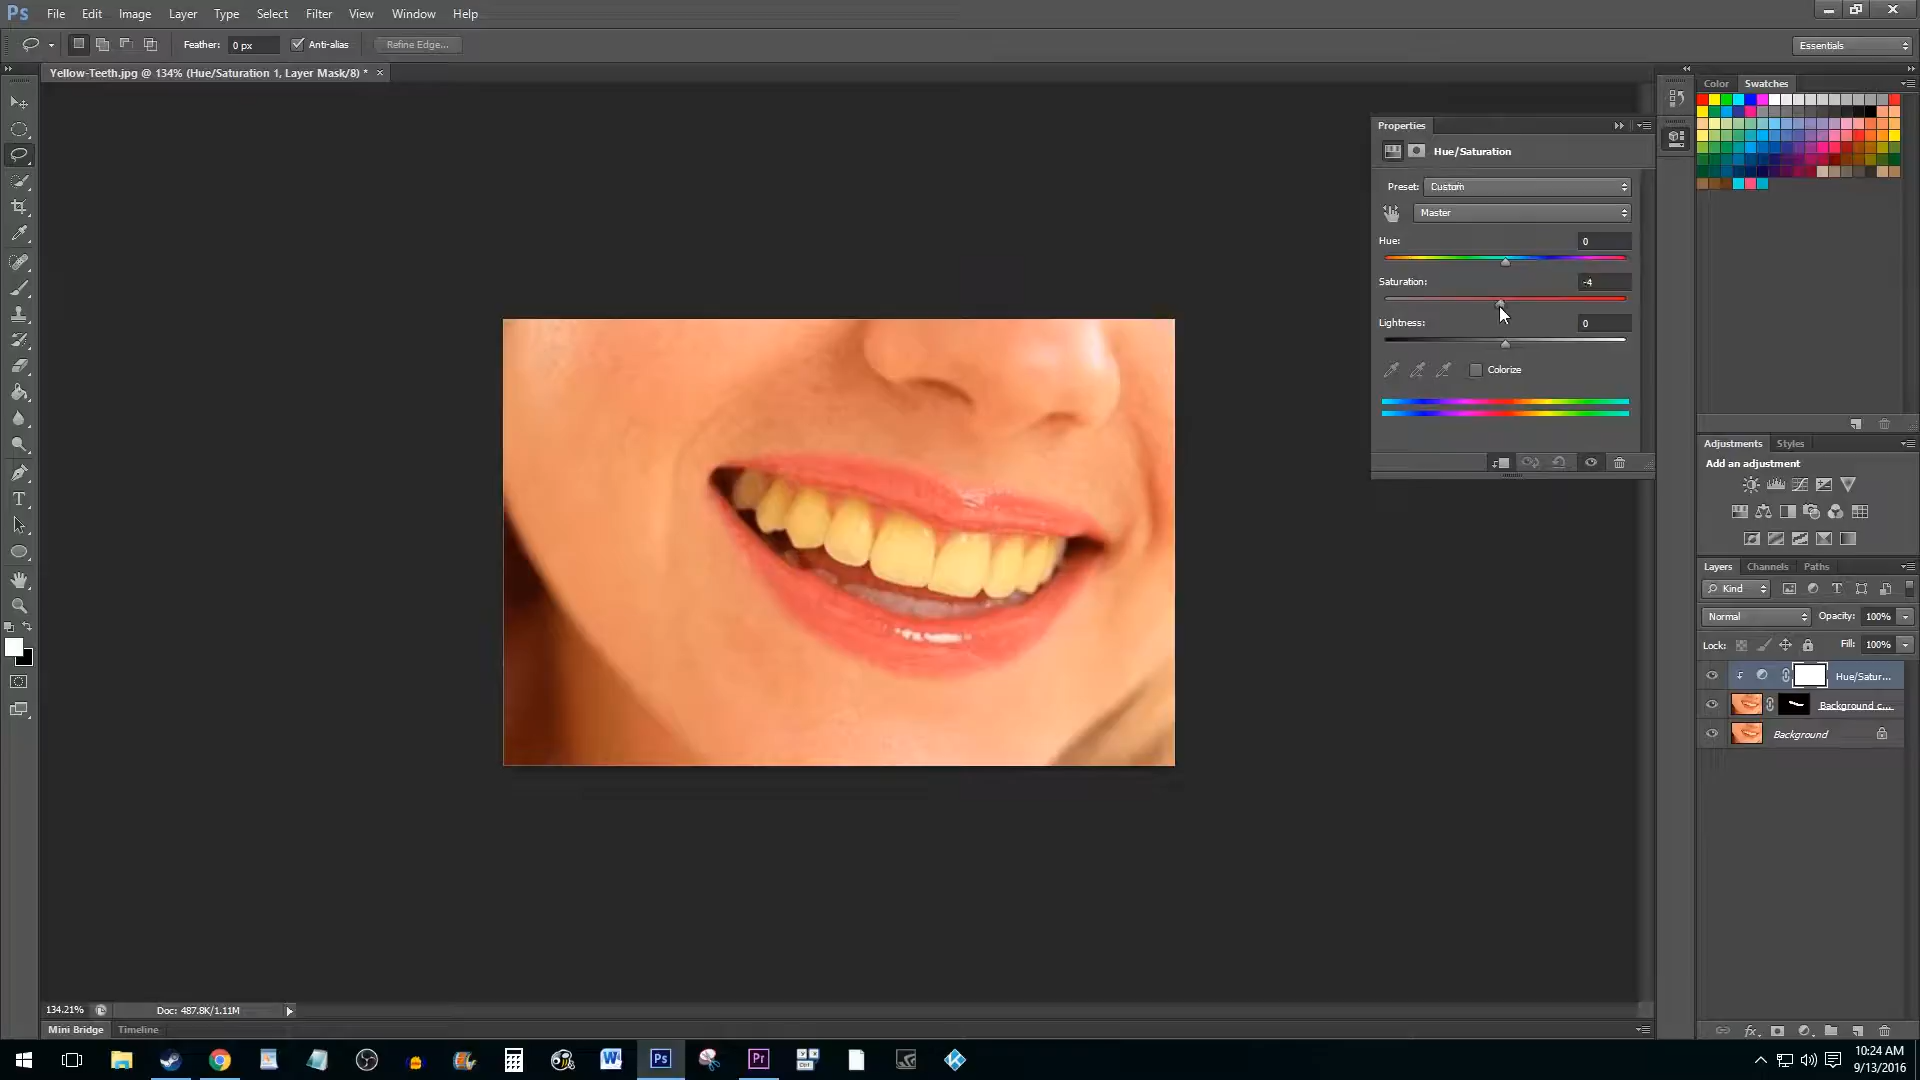 Ps File Edit Image Layer Type Select Filter View Window Help
Feather: 0 px Anti-alias Refine Edge... Essentials
Yellow-Teeth.jpg @ 134% (Hue/Saturation 1, Layer Mask/8) * ×
Color Swatches
Properties
Hue/Saturation
Preset: Custom
Master
Hue: 0
Saturation: -4
Lightness: 0
Colorize
Adjustments Styles
Add an adjustment
Layers Channels Paths
Kind
Normal Opacity: 100%
Lock: Fill: 100%
Hue/Satur...
Background c...
Background
134.21% Doc: 487.8K/1.11M
Mini Bridge Timeline
Ps Pr
10:24 AM
9/13/2016